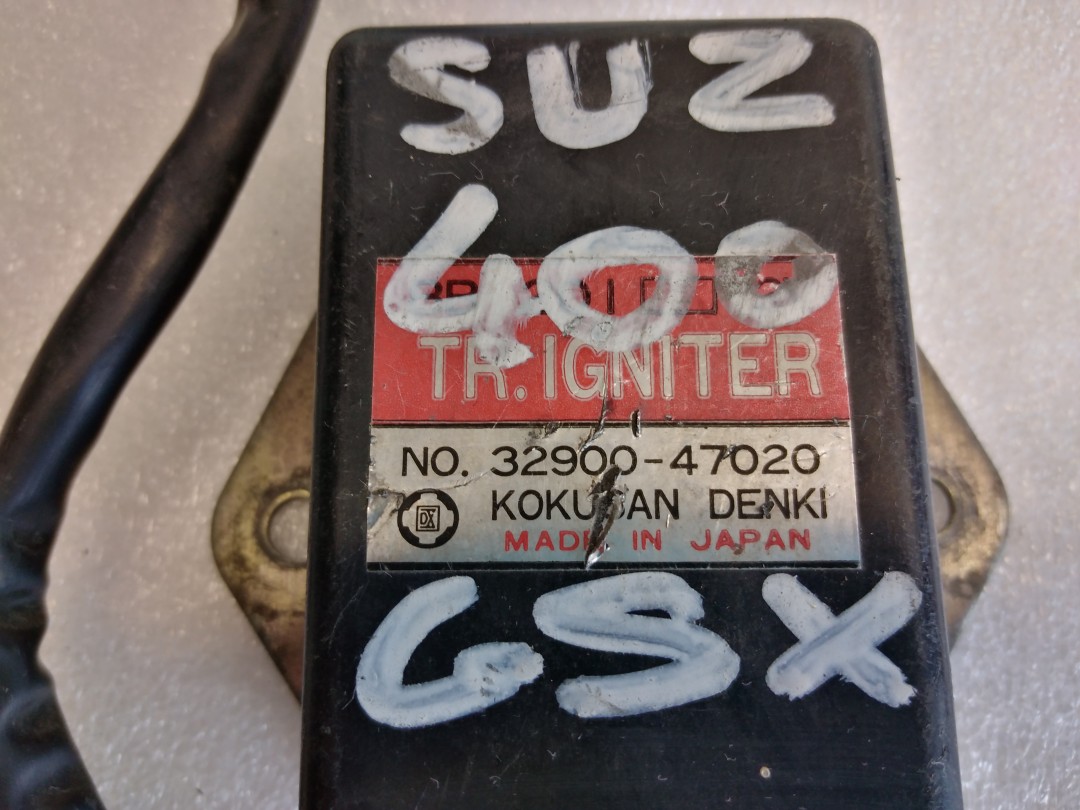 SUZ
400
TR. IGNITER
NO. 32900-47020
KOKUSAN DENKI
MADE IN JAPAN
GSX